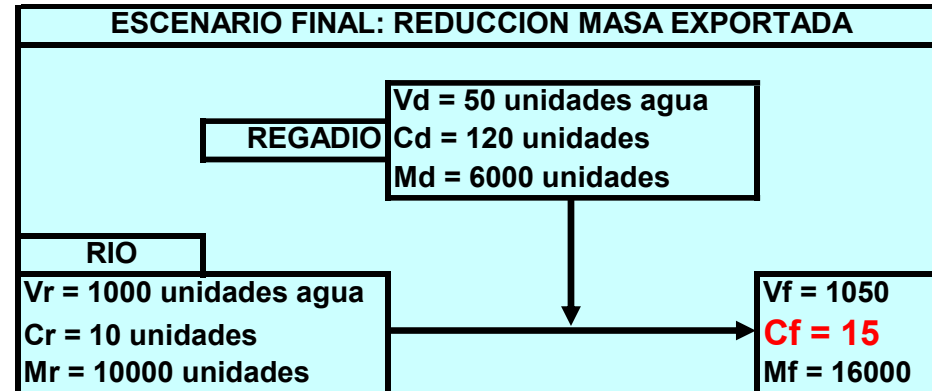 ESCENARIO FINAL: REDUCCION MASA EXPORTADA
Vd = 50 unidades agua
REGADIO
Cd = 120 unidades
Md = 6000 unidades
RIO
Vr = 1000 unidades agua
Cr = 10 unidades
Mr = 10000 unidades
Vf = 1050
Cf = 15
Mf = 16000